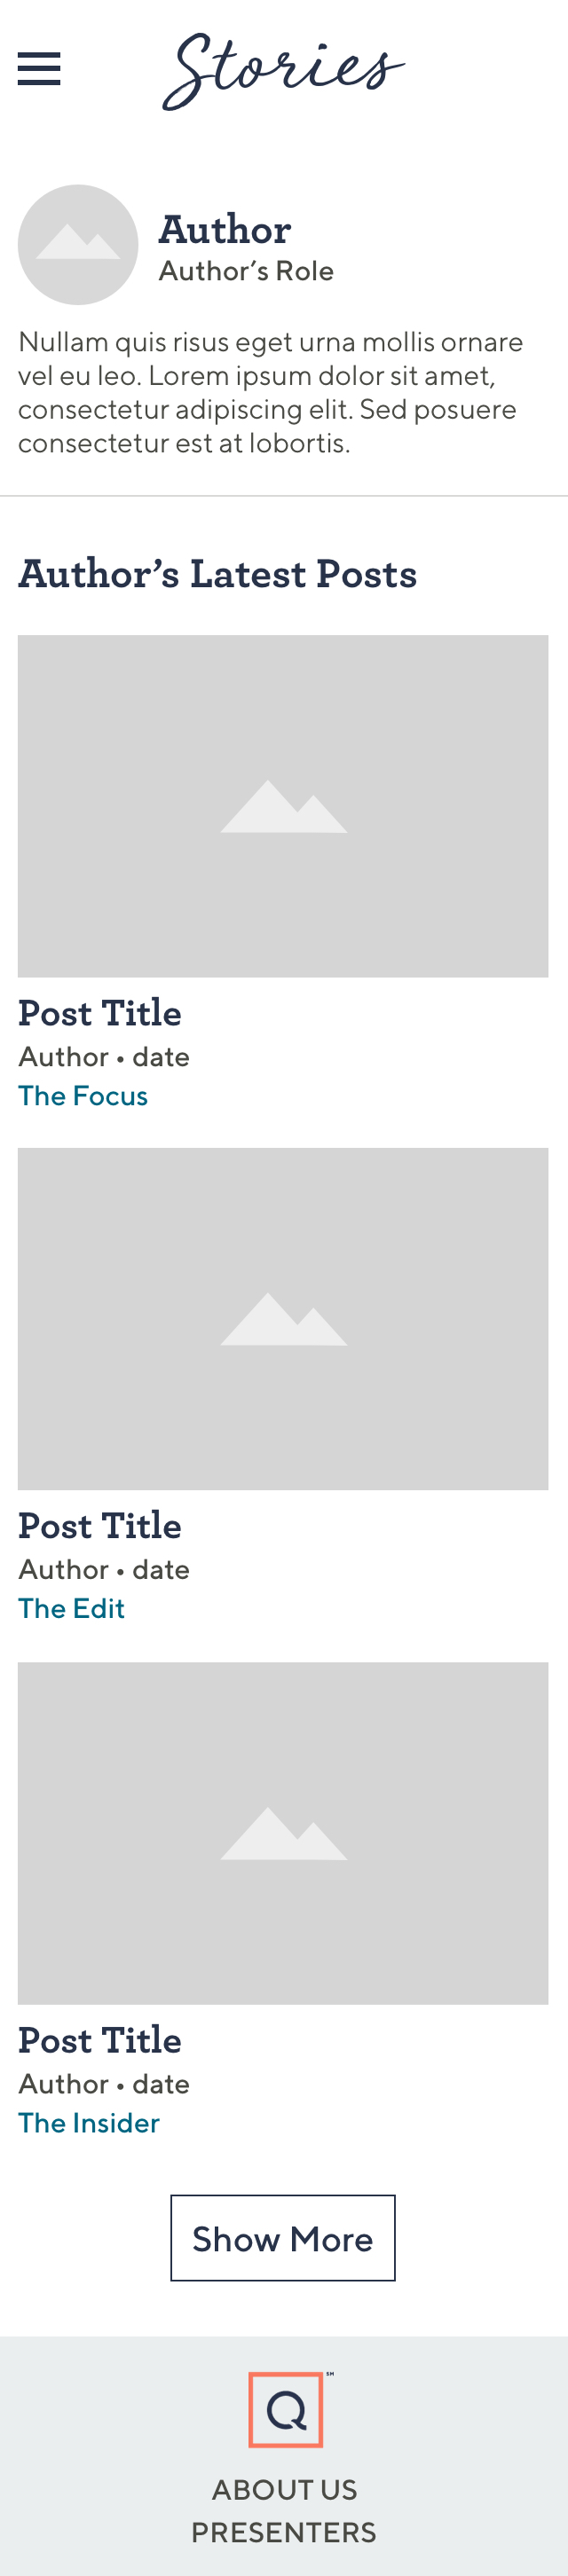 Stories
Author
Author’s Role
Nullam quis risus eget urna mollis ornare
vel eu leo. Lorem ipsum dolor sit amet,
consectetur adipiscing elit. Sed posuere
consectetur est at lobortis.
Author’s Latest Posts
Post Title
Author • date
The Focus
Post Title
Author • date
The Edit
Post Title
Author • date
The Insider
Show More
Q℠
ABOUT US
PRESENTERS